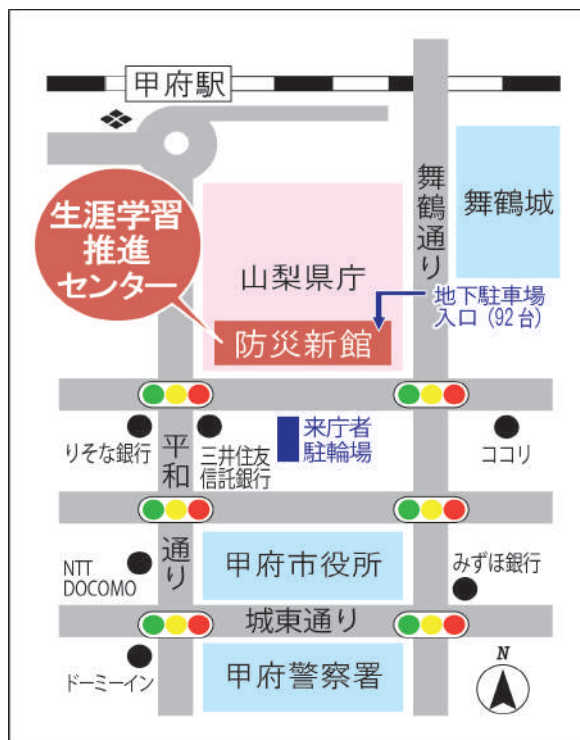 甲府駅
生涯学習
推進
センター
山梨県庁
防災新館
舞鶴通り
舞鶴城
地下駐車場
入口（92台）
りそな銀行
平和
三井住友
信託銀行
来庁者
駐輪場
ココリ
NTT
DOCOMO
通り
甲府市役所
みずほ銀行
城東通り
ドーミーイン
甲府警察署
N